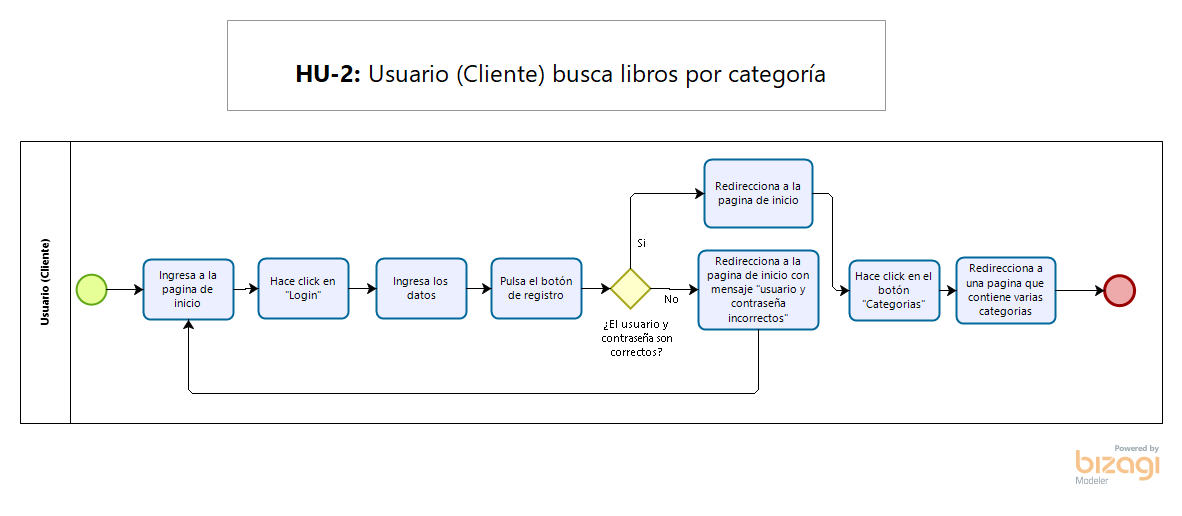 HU-2: Usuario (Cliente) busca libros por categoría
Usuario (Cliente)
Ingresa a la
pagina de
inicio
Hace click en
"Login"
Ingresa los
datos
Pulsa el botón
de registro
¿El usuario y
contraseña son
correctos?
Si
No
Redirecciona a la
pagina de inicio
Redirecciona a la
pagina de inicio con
mensaje "usuario y
contraseña
incorrectos"
Hace click en el
botón
"Categorias"
Redirecciona a
una pagina que
contiene varias
categorias
Powered by
bizagi
Modeler